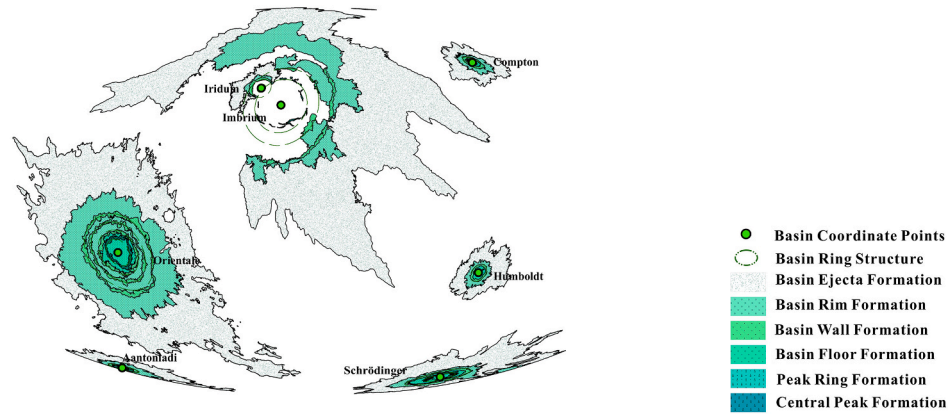 Compton
Iridum
Imbrium
Orientale
Humboldt
Aantoniadi
Schrödinger
Basin Coordinate Points
Basin Ring Structure
Basin Ejecta Formation
Basin Rim Formation
Basin Wall Formation
Basin Floor Formation
Peak Ring Formation
Central Peak Formation